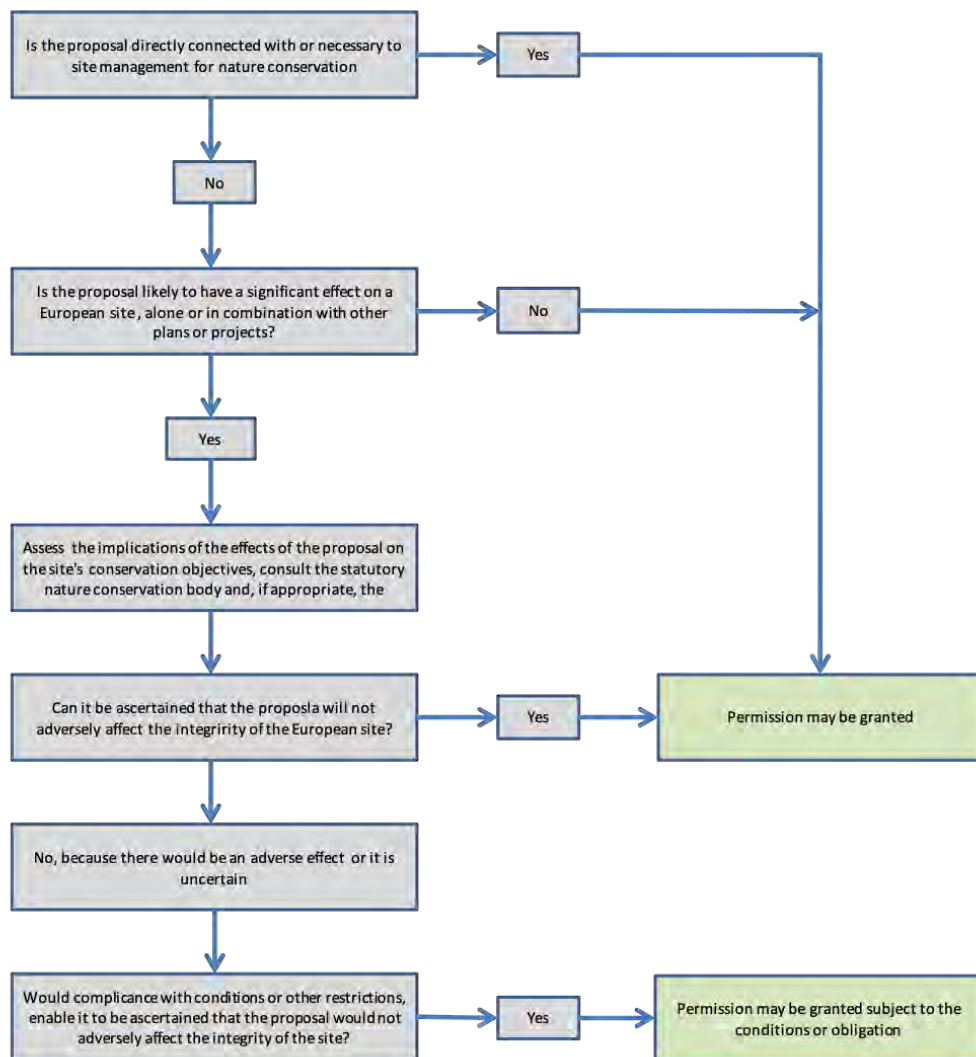 Is the proposal directly connected with or necessary to
site management for nature conservation
Yes
No
Is the proposal likely to have a significant effect on a
European site , alone or in combination with other
plans or projects?
No
Yes
Assess the implications of the effects of the proposal on
the site's conservation objectives, consult the statutory
nature conservation body and, if appropriate, the
Can it be ascertained that the proposla will not
adversely affect the integririty of the European site?
Yes
Permission may be granted
No, because there would be an adverse effect or it is
uncertain
Would complicance with conditions or other restrictions,
enable it to be ascertained that the proposal would not
adversely affect the integrity of the site?
Yes
Permission may be granted subject to the
conditions or obligation